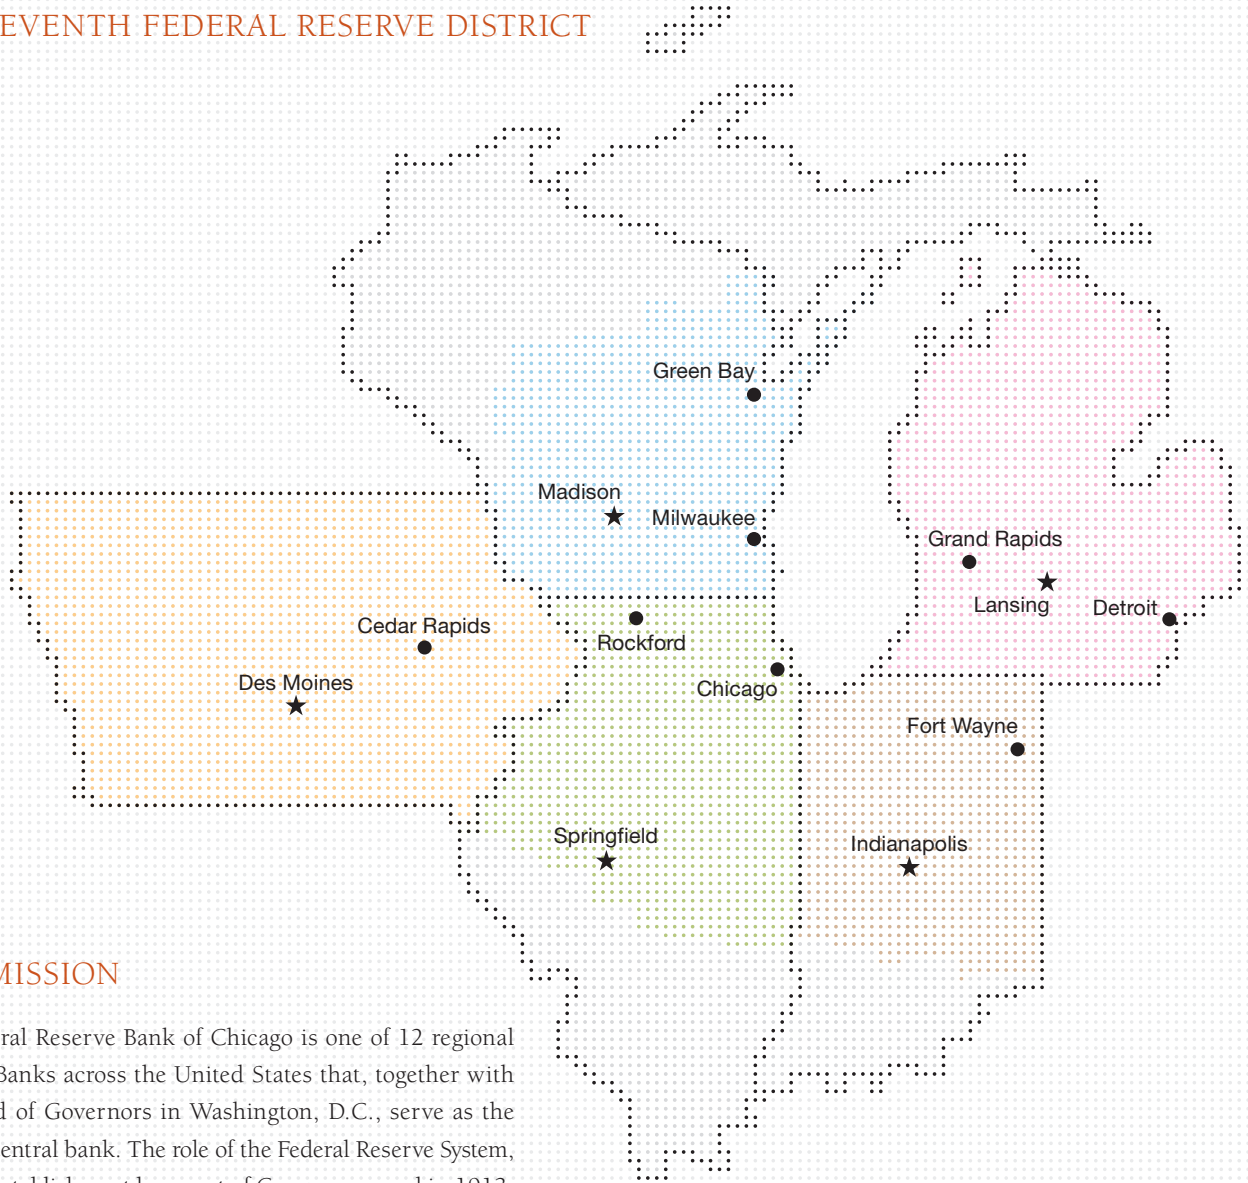 EVENTH FEDERAL RESERVE DISTRICT
Green Bay
Madison
Milwaukee
Grand Rapids
Lansing
Detroit
Cedar Rapids
Rockford
Des Moines
Chicago
Fort Wayne
Springfield
Indianapolis
MISSION
ral Reserve Bank of Chicago is one of 12 regional
Banks across the United States that, together with
d of Governors in Washington, D.C., serve as the
entral bank. The role of the Federal Reserve System,